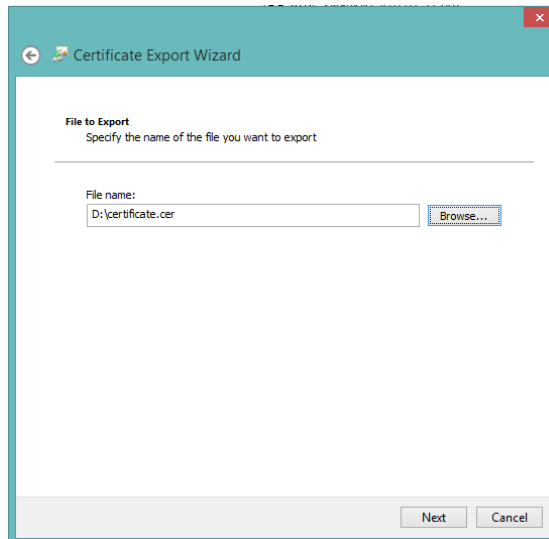 Certificate Export Wizard
File to Export
Specify the name of the file you want to export
File name:
D:\certificate.cer
Browse...
Next
Cancel